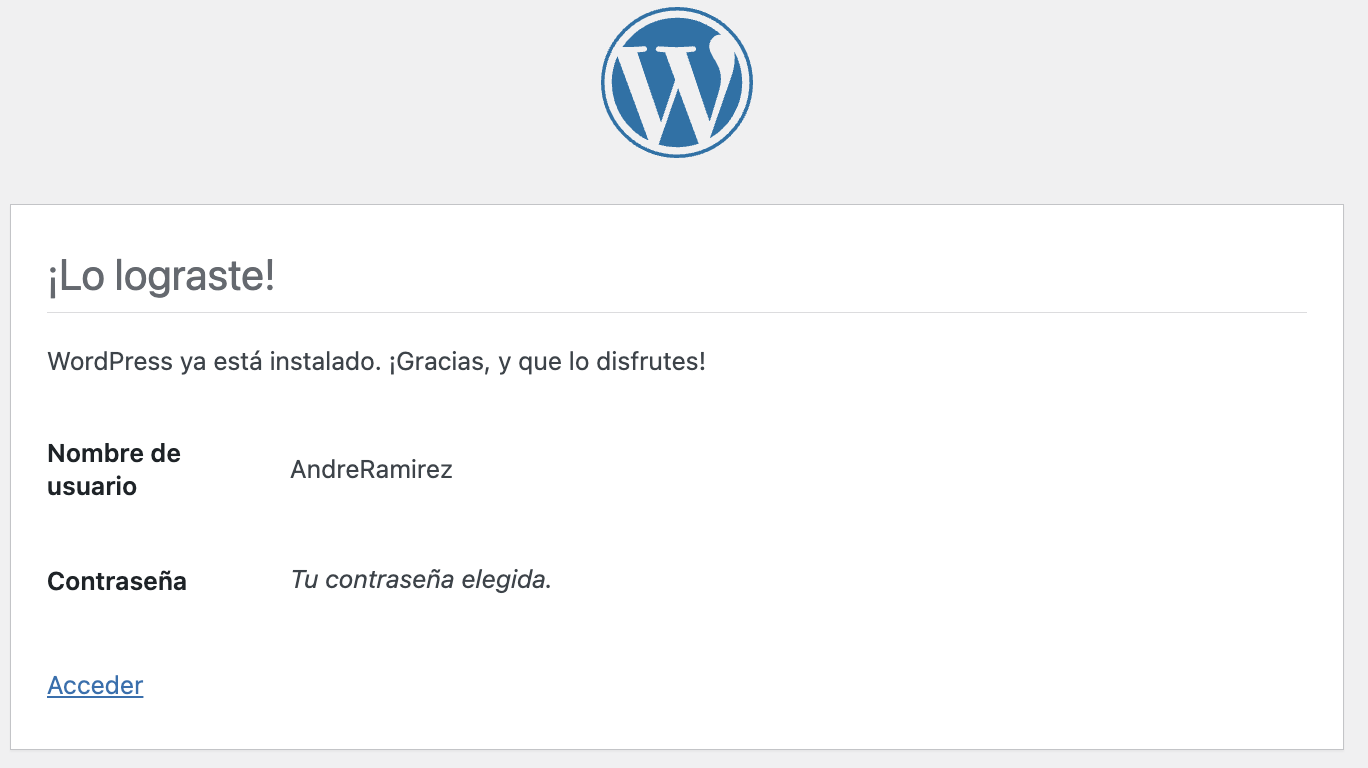 ¡Lo lograste!
WordPress ya está instalado. ¡Gracias, y que lo disfrutes!
Nombre de
usuario
AndreRamirez
Contraseña
Tu contraseña elegida.
Acceder